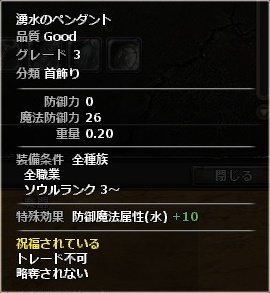 湧水のペンダント
品質 Good
グレード 3
分類 首飾り
防御力 0
魔法防御力 26
重量 0.20
装備条件 全種族
全職業
ソウルランク 3～
閉じる
特殊効果 防御魔法属性(水) +10
祝福されている
トレード不可
略奪されない